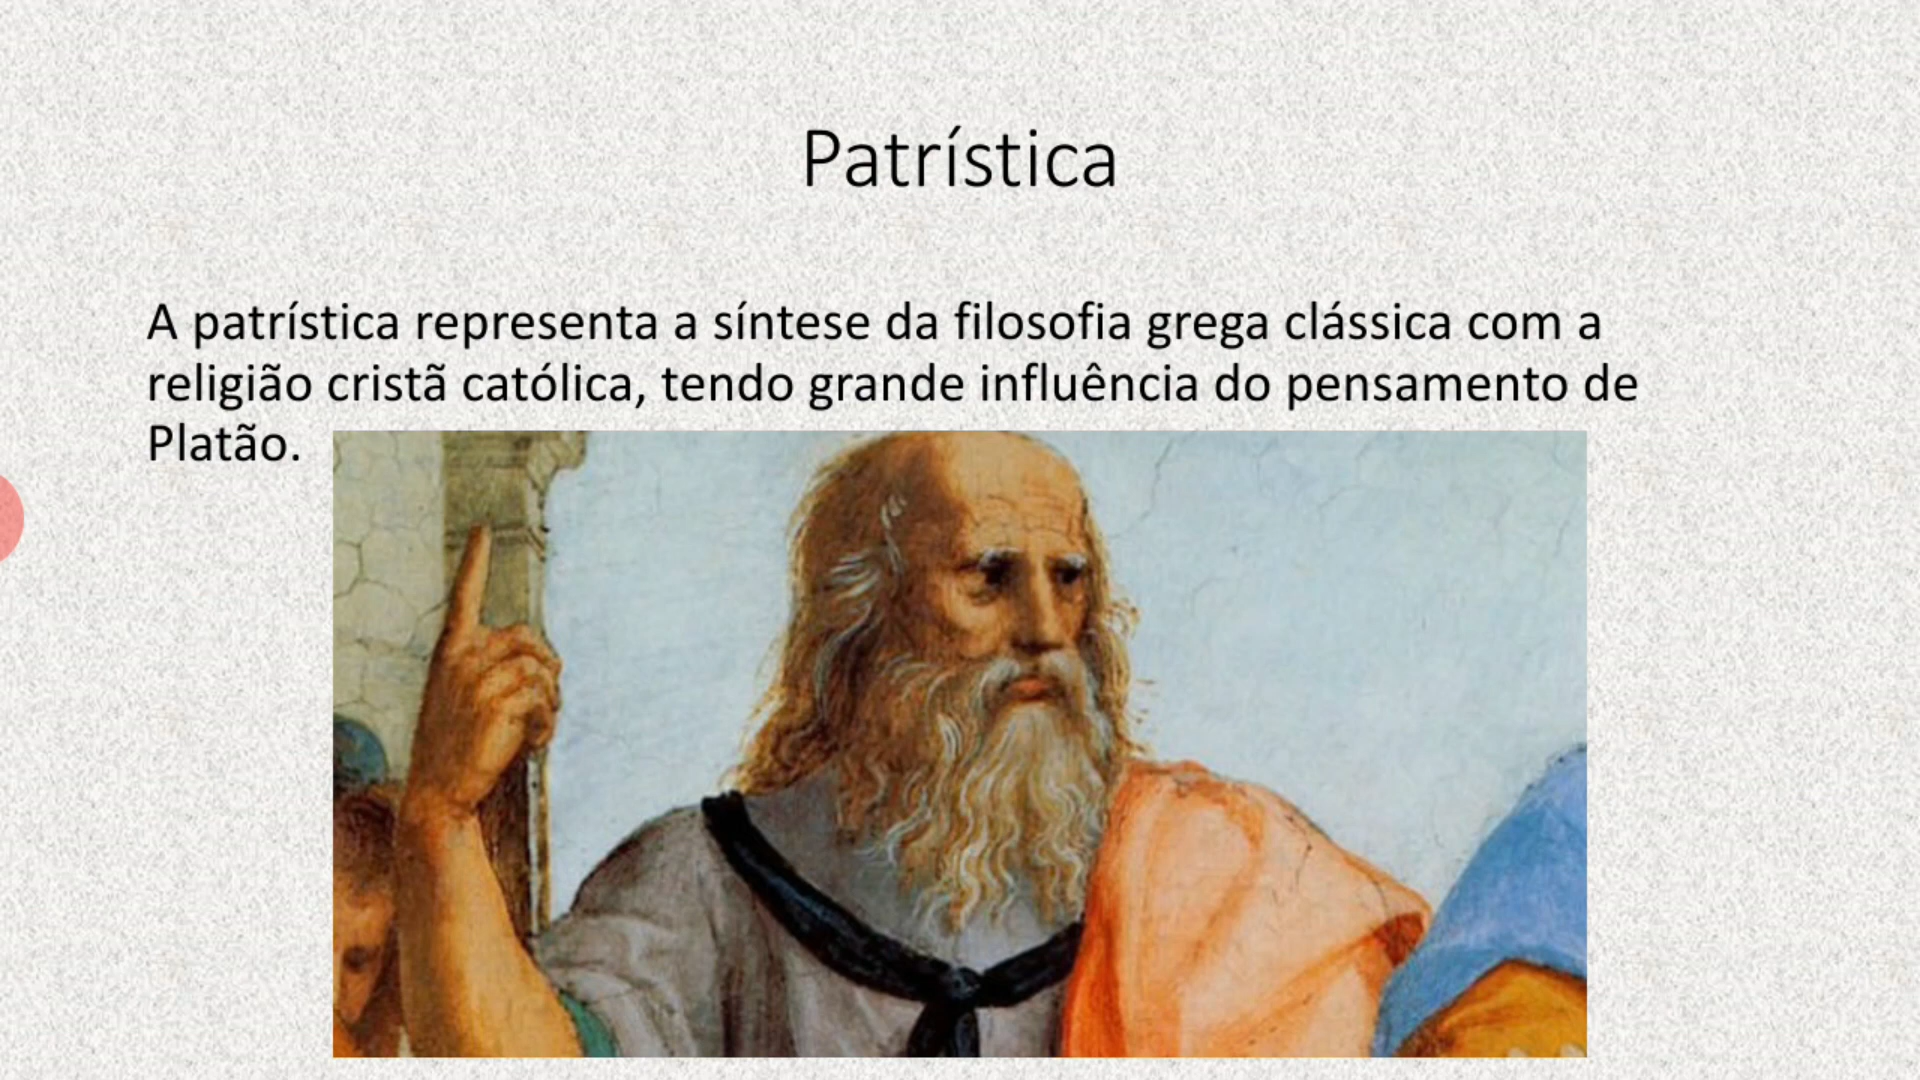 Patrística
A patrística representa a síntese da filosofia grega clássica com a
religião cristã católica, tendo grande influência do pensamento de
Platão.